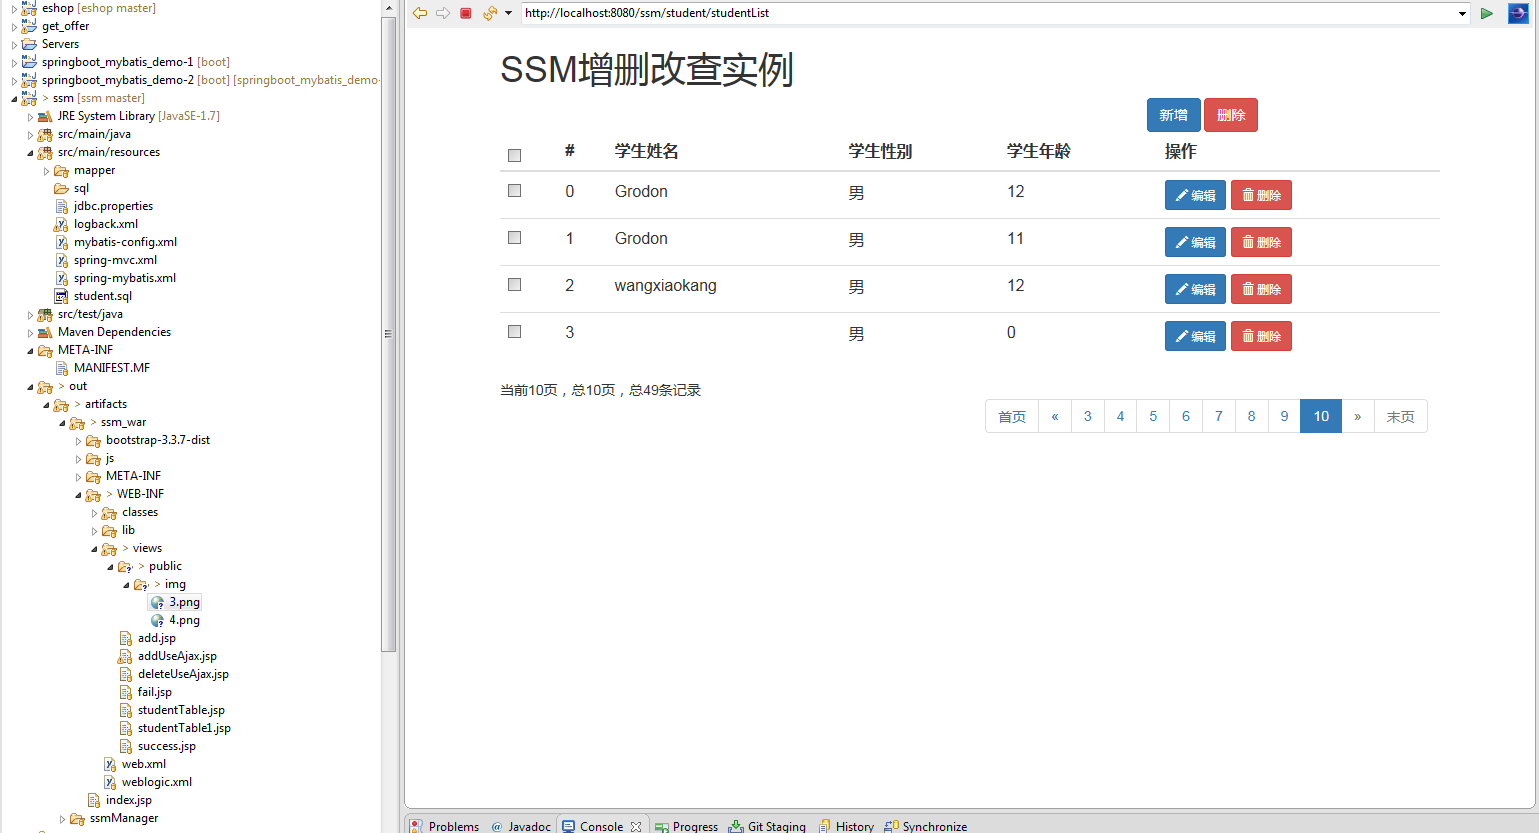 eshop [eshop master]
get_offer
Servers
springboot_mybatis_demo-1 [boot]
springboot_mybatis_demo-2 [boot] [springboot_mybatis_demo-
> ssm [ssm master]
JRE System Library [JavaSE-1.7]
src/main/java
src/main/resources
mapper
sql
jdbc.properties
logback.xml
mybatis-config.xml
spring-mvc.xml
spring-mybatis.xml
student.sql
src/test/java
Maven Dependencies
META-INF
MANIFEST.MF
> out
> artifacts
> ssm_war
bootstrap-3.3.7-dist
js
META-INF
> WEB-INF
classes
lib
> views
> public
> img
3.png
4.png
add.jsp
addUseAjax.jsp
deleteUseAjax.jsp
fail.jsp
studentTable.jsp
studentTable1.jsp
success.jsp
web.xml
weblogic.xml
index.jsp
ssmManager
http://localhost:8080/ssm/student/studentList
SSM增删改查实例
新增 删除
# 学生姓名 学生性别 学生年龄 操作
0 Grodon 男 12 编辑 删除
1 Grodon 男 11 编辑 删除
2 wangxiaokang 男 12 编辑 删除
3 男 0 编辑 删除
当前10页，总10页，总49条记录
首页 « 3 4 5 6 7 8 9 10 » 末页
Problems @ Javadoc Console Progress Git Staging History Synchronize